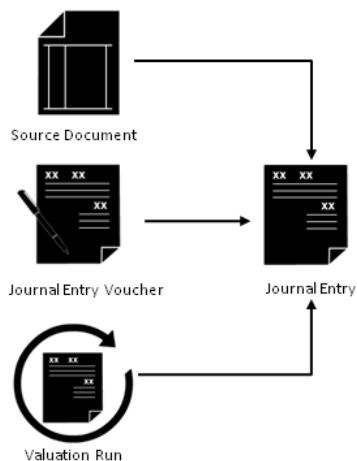 Source Document
XX XX
XX
Journal Entry Voucher
XX XX
XX
Journal Entry
XX XX
XX
Valuation Run